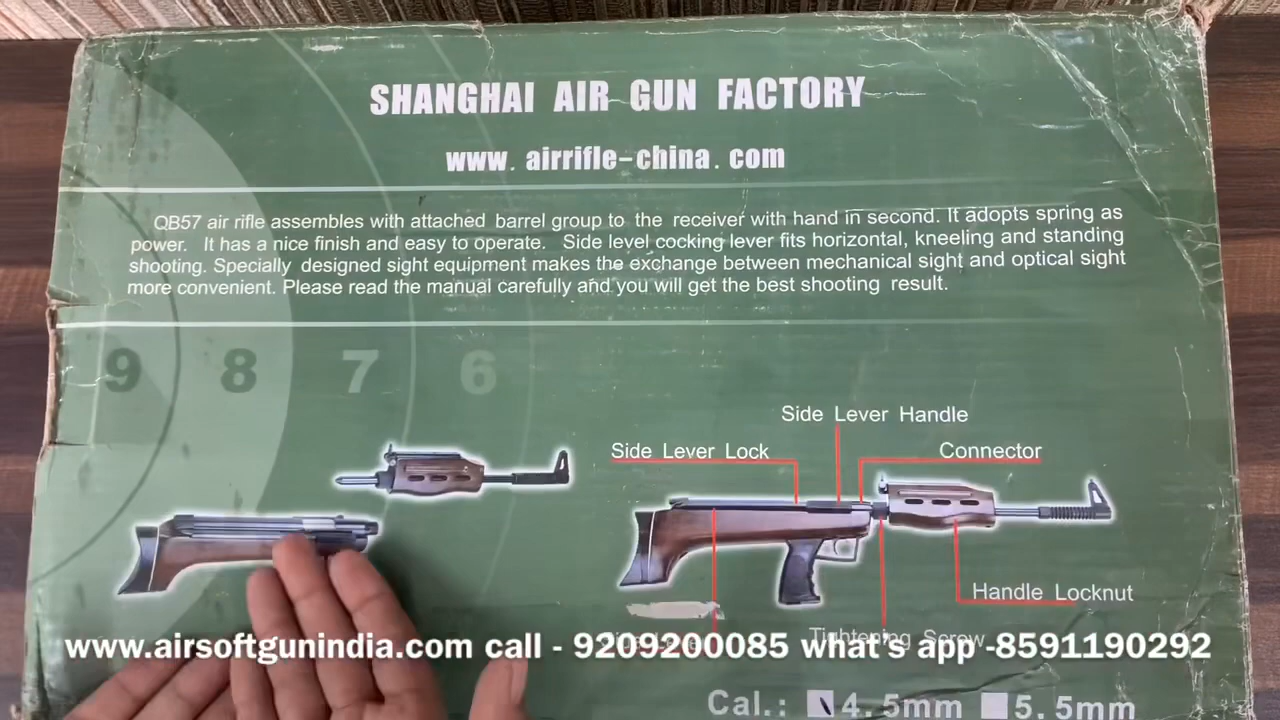 SHANGHAI AIR GUN FACTORY
www. airrifle-china. com
QB57 air rifle assembles with attached barrel group to the receiver with hand in second. It adopts spring as
power. It has a nice finish and easy to operate. Side level cocking lever fits horizontal, kneeling and standing
shooting. Specially designed sight equipment makes the exchange between mechanical sight and optical sight
more convenient. Please read the manual carefully and you will get the best shooting result.
9 8 7 6
Side Lever Handle
Side Lever Lock
Connector
Handle Locknut
Tightening Screw
www.airsoftgunindia.com call - 9209200085 what's app -8591190292
Cal.: 4.5mm 5.5mm